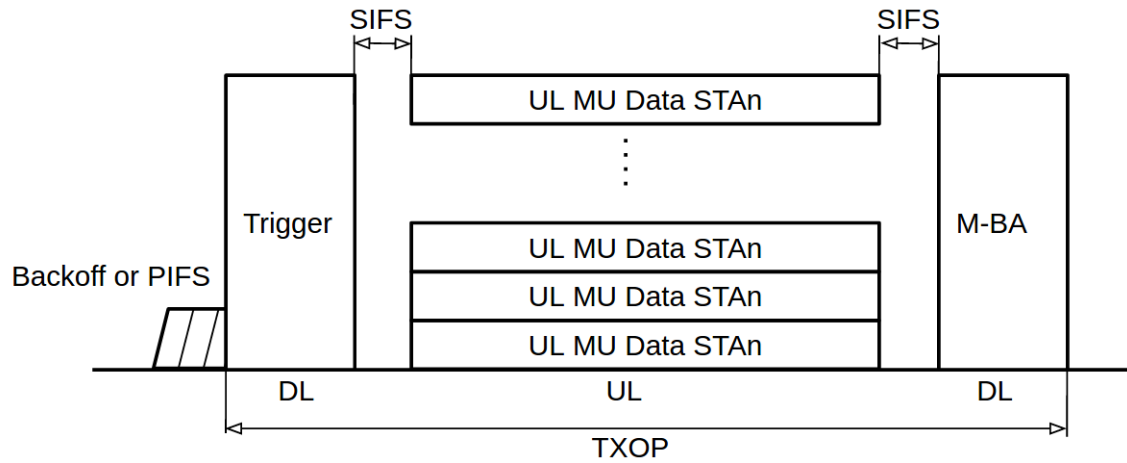 SIFS
SIFS
UL MU Data STAn
Trigger
M-BA
UL MU Data STAn
Backoff or PIFS
UL MU Data STAn
UL MU Data STAn
DL
UL
DL
TXOP